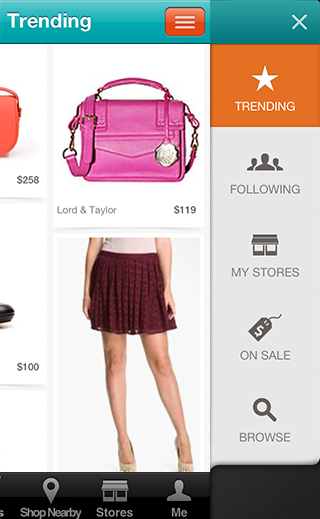 Trending
TRENDING
$258
Lord & Taylor $119
FOLLOWING
MY STORES
$100
ON SALE
BROWSE
s Shop Nearby Stores Me